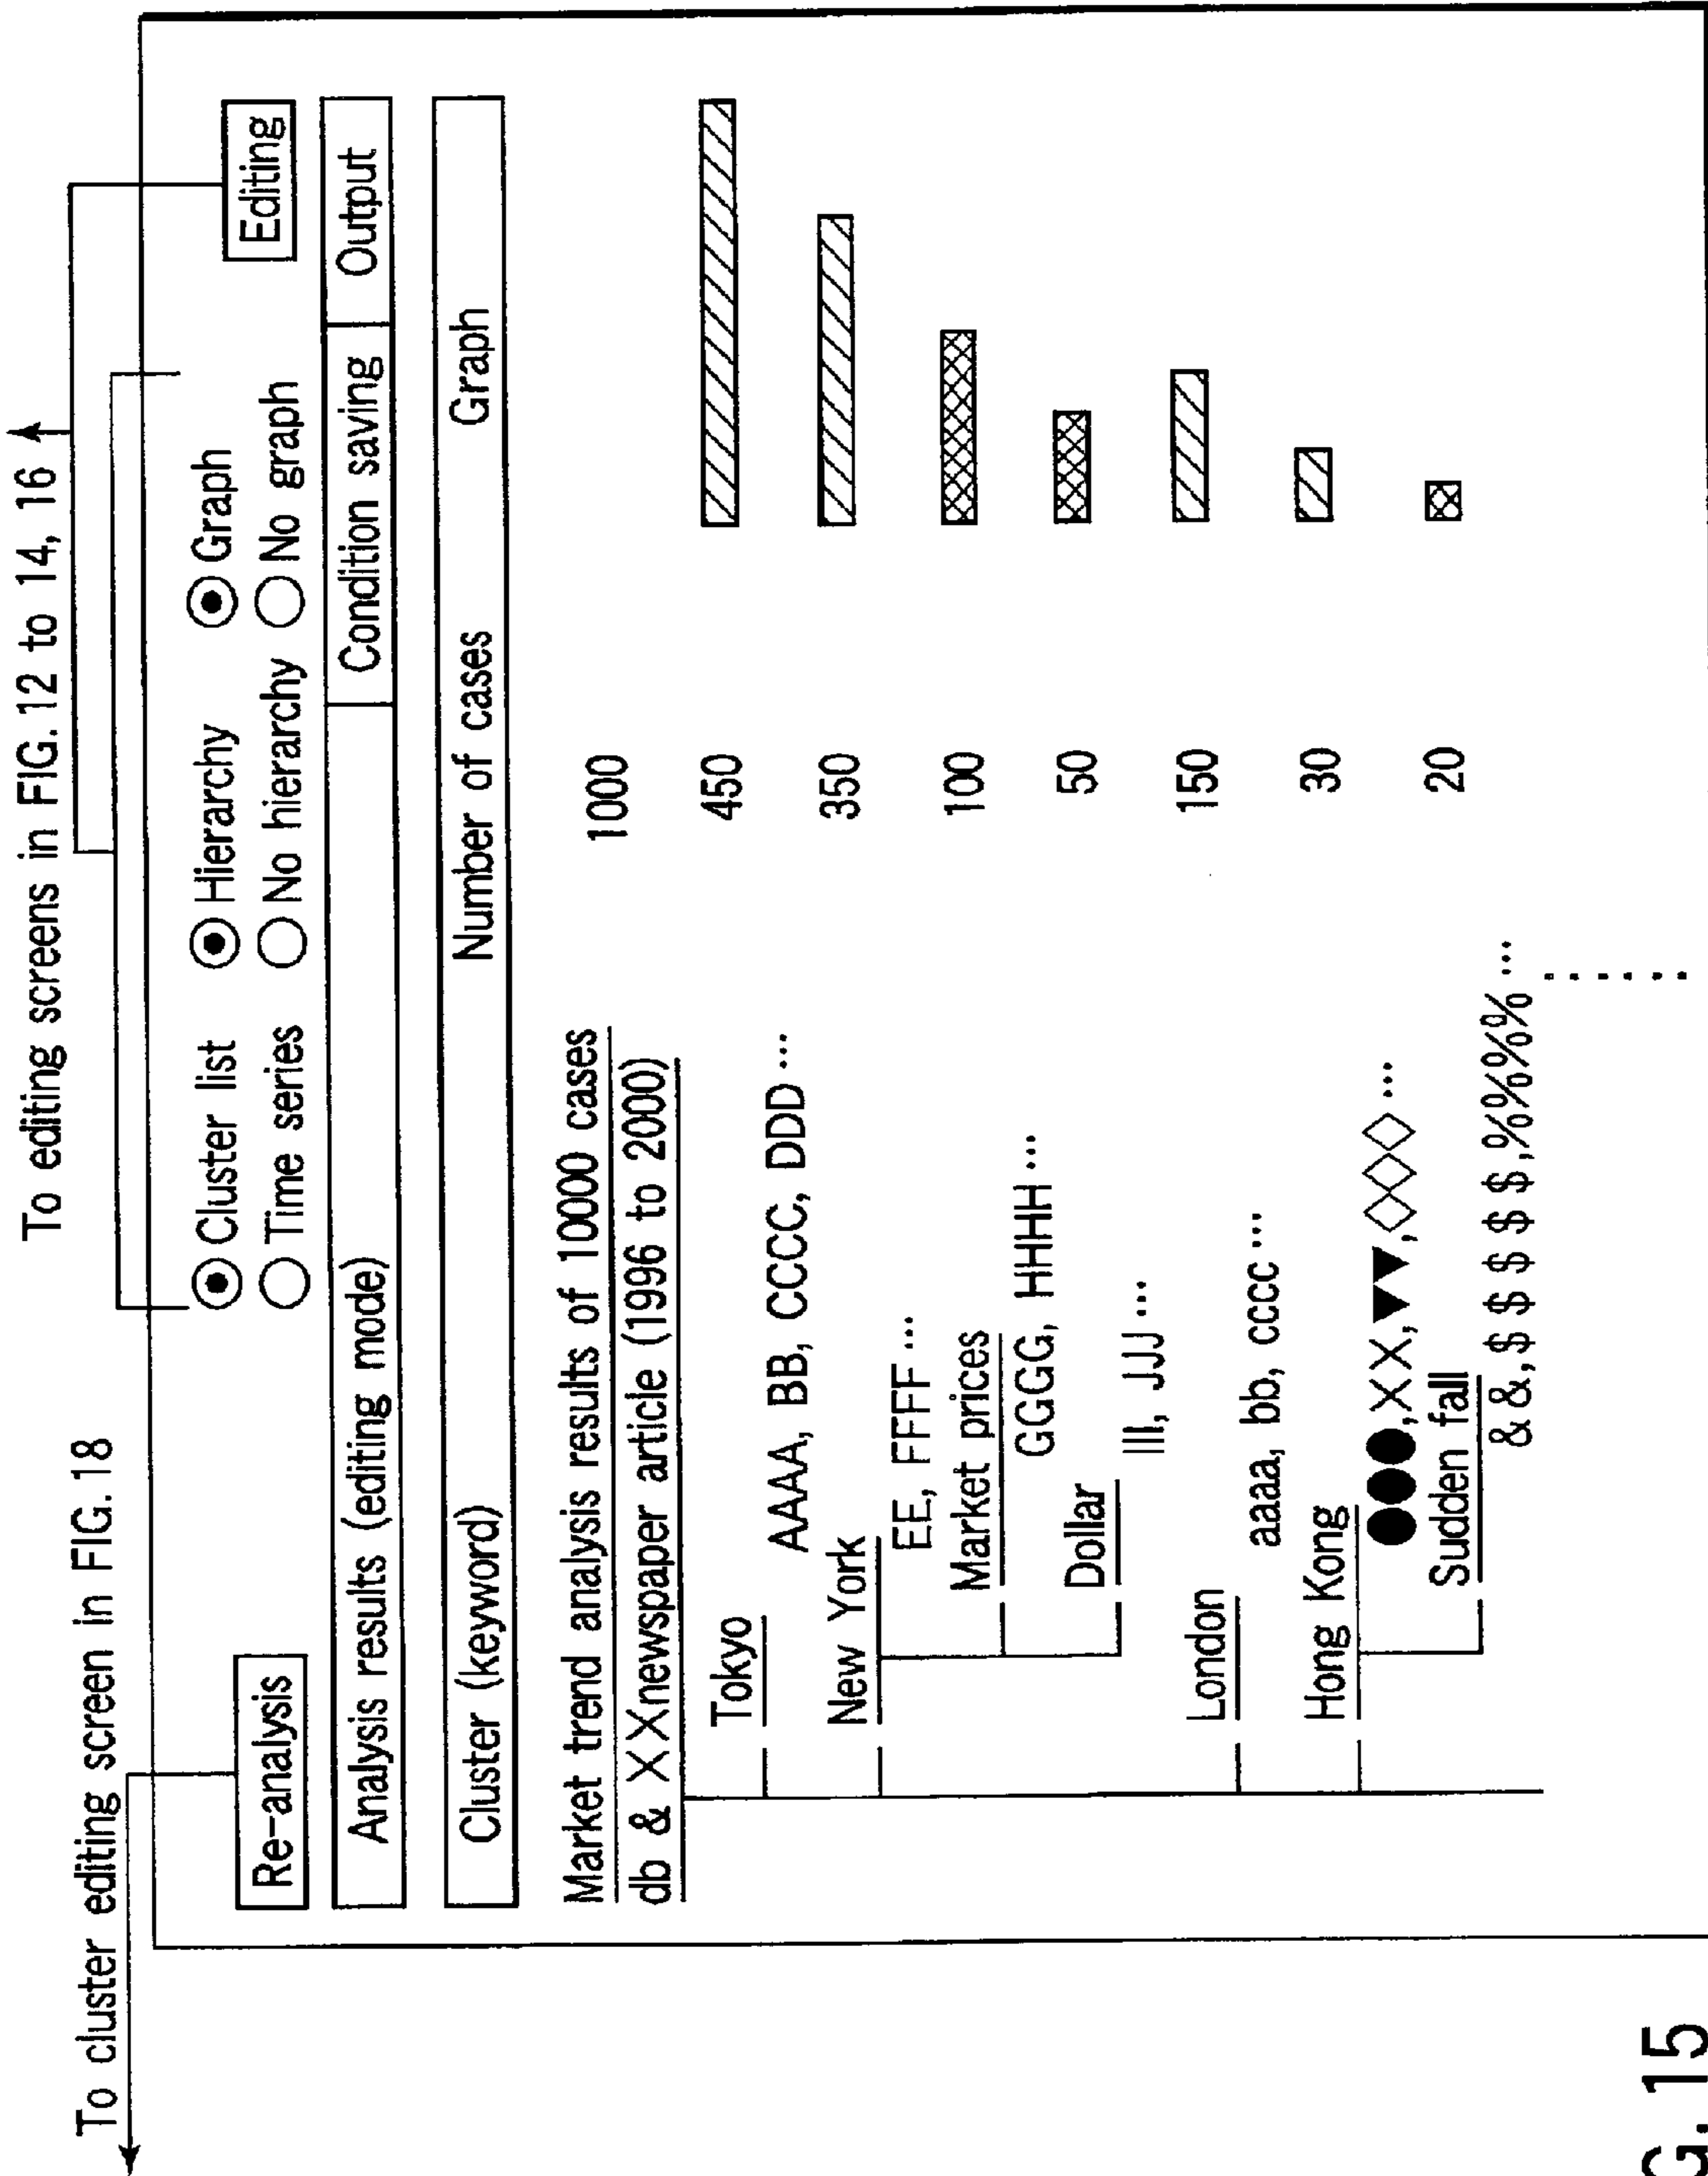 To cluster editing screen in FIG. 18
To editing screens in FIG. 12 to 14, 16
Re-analysis
Cluster list Hierarchy Graph
Time series No hierarchy No graph
Editing
Analysis results (editing mode) Condition saving Output
Cluster (keyword) Number of cases Graph
Market trend analysis results of 10000 cases 1000
db & XXnewspaper article (1996 to 2000)
Tokyo 450
AAAA, BB, CCCC, DDD ...
New York 350
EE, FFFF ...
Market prices 100
GGGG, HHHH ...
Dollar 50
III, JJJ ...
London 150
aaaa, bb, cccc ...
Hong Kong 30
●●●,XX,▼▼,◇◇◇ ...
Sudden fall 20
&&,$$$$$,%%%% ...
G. 15